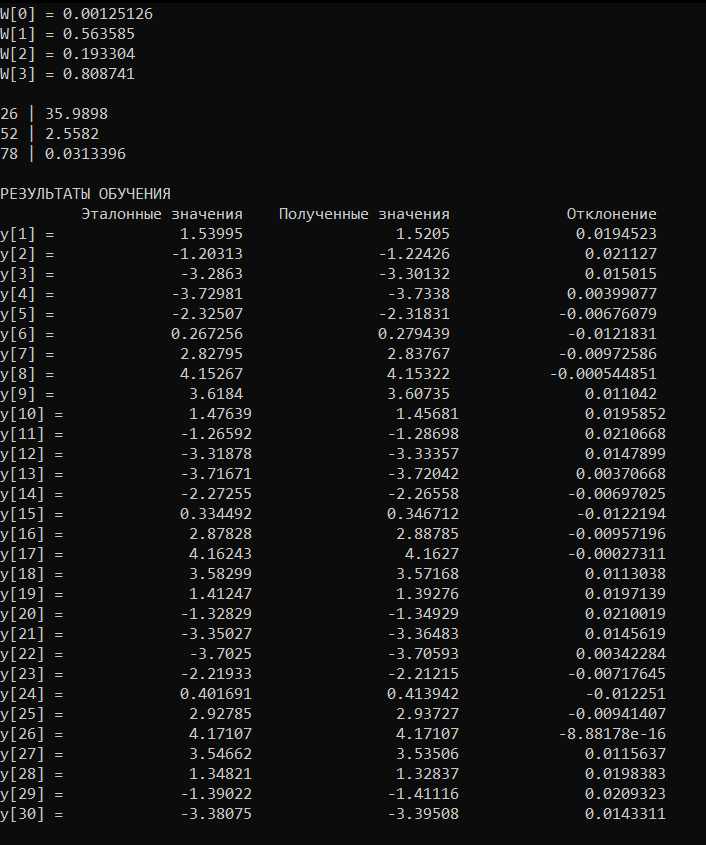 W[0] = 0.00125126
W[1] = 0.563585
W[2] = 0.193304
W[3] = 0.808741
26 | 35.9898
52 | 2.5582
78 | 0.0313396
РЕЗУЛЬТАТЫ ОБУЧЕНИЯ
Эталонные значения Полученные значения Отклонение
y[1] = 1.53995 1.5205 0.0194523
y[2] = -1.20313 -1.22426 0.021127
y[3] = -3.2863 -3.30132 0.015015
y[4] = -3.72981 -3.7338 0.00399077
y[5] = -2.32507 -2.31831 -0.00676079
y[6] = 0.267256 0.279439 -0.0121831
y[7] = 2.82795 2.83767 -0.00972586
y[8] = 4.15267 4.15322 -0.000544851
y[9] = 3.6184 3.60735 0.011042
y[10] = 1.47639 1.45681 0.0195852
y[11] = -1.26592 -1.28698 0.0210668
y[12] = -3.31878 -3.33357 0.0147899
y[13] = -3.71671 -3.72042 0.00370668
y[14] = -2.27255 -2.26558 -0.00697025
y[15] = 0.334492 0.346712 -0.0122194
y[16] = 2.87828 2.88785 -0.00957196
y[17] = 4.16243 4.1627 -0.00027311
y[18] = 3.58299 3.57168 0.0113038
y[19] = 1.41247 1.39276 0.0197139
y[20] = -1.32829 -1.34929 0.0210019
y[21] = -3.35027 -3.36483 0.0145619
y[22] = -3.7025 -3.70593 0.00342284
y[23] = -2.21933 -2.21215 -0.00717645
y[24] = 0.401691 0.413942 -0.012251
y[25] = 2.92785 2.93727 -0.00941407
y[26] = 4.17107 4.17107 -8.88178e-16
y[27] = 3.54662 3.53506 0.0115637
y[28] = 1.34821 1.32837 0.0198383
y[29] = -1.39022 -1.41116 0.0209323
y[30] = -3.38075 -3.39508 0.0143311